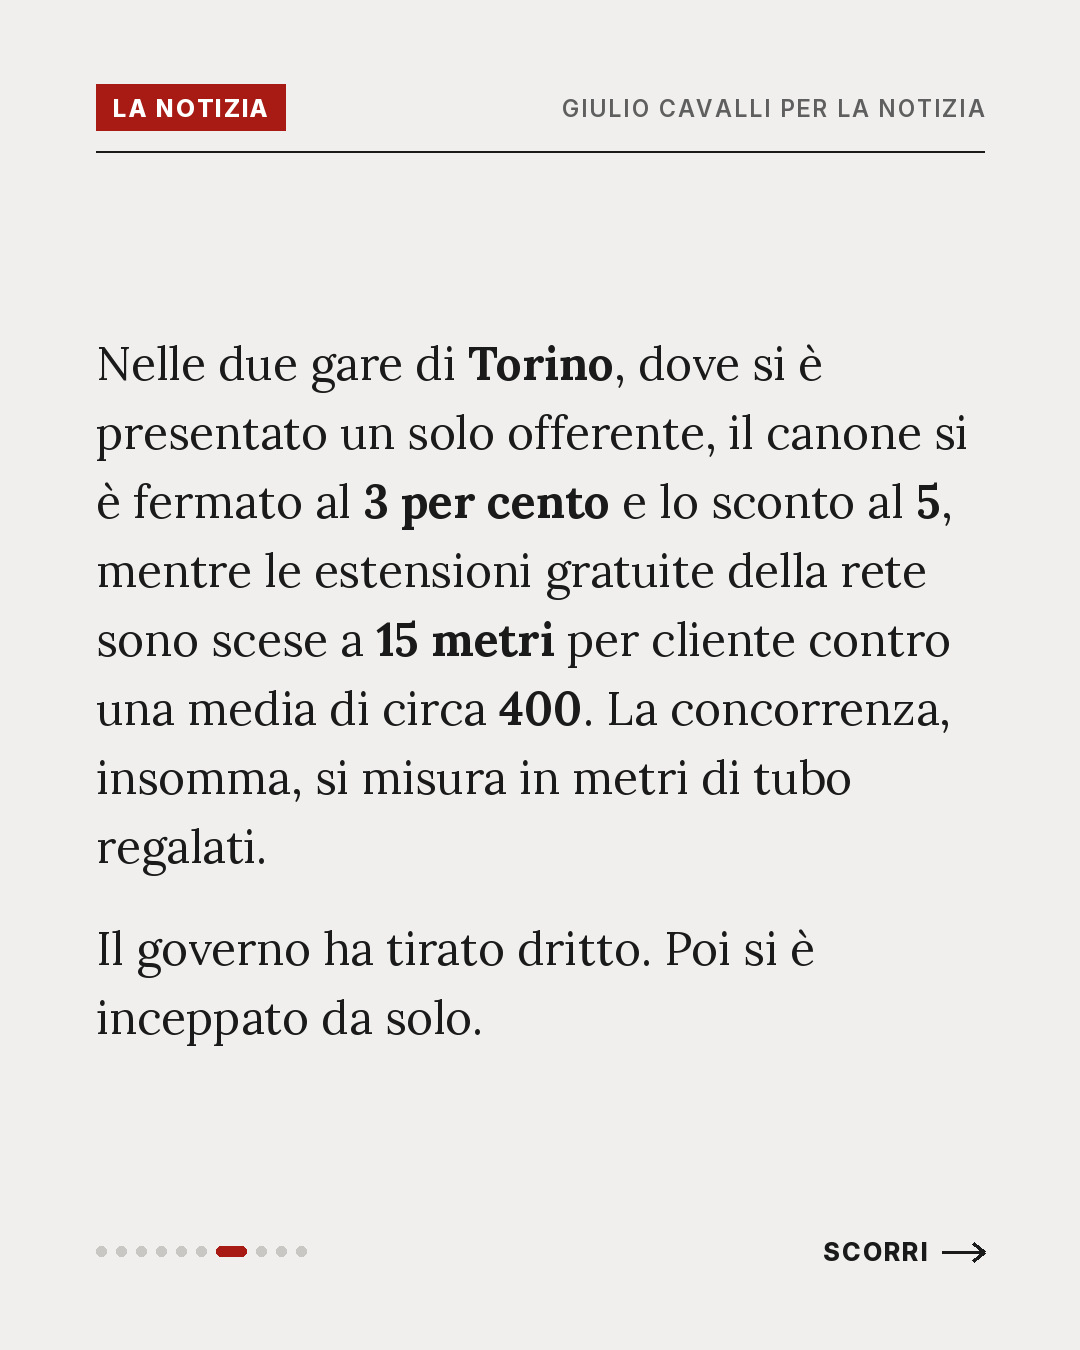 LA NOTIZIA
GIULIO CAVALLI PER LA NOTIZIA
Nelle due gare di Torino, dove si è
presentato un solo offerente, il canone si
è fermato al 3 per cento e lo sconto al 5,
mentre le estensioni gratuite della rete
sono scese a 15 metri per cliente contro
una media di circa 400. La concorrenza,
insomma, si misura in metri di tubo
regalati.
Il governo ha tirato dritto. Poi si è
inceppato da solo.
SCORRI